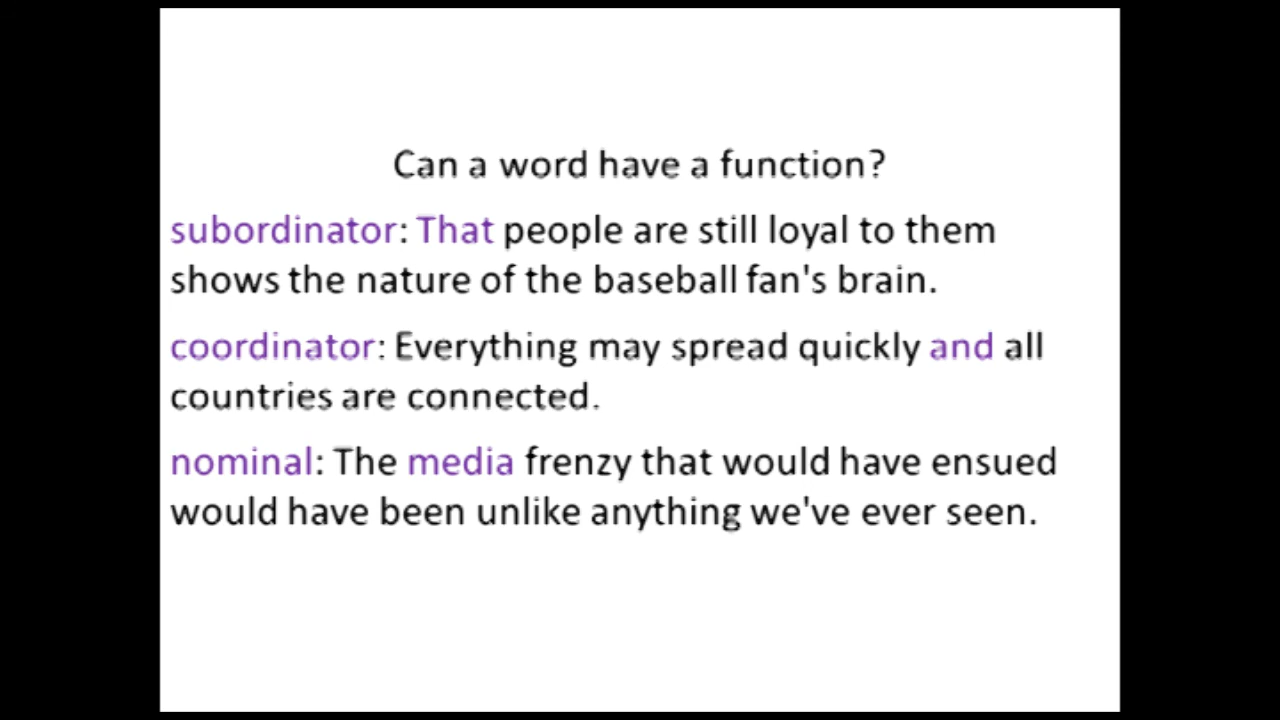 Can a word have a function?
subordinator: That people are still loyal to them
shows the nature of the baseball fan's brain.
coordinator: Everything may spread quickly and all
countries are connected.
nominal: The media frenzy that would have ensued
would have been unlike anything we've ever seen.